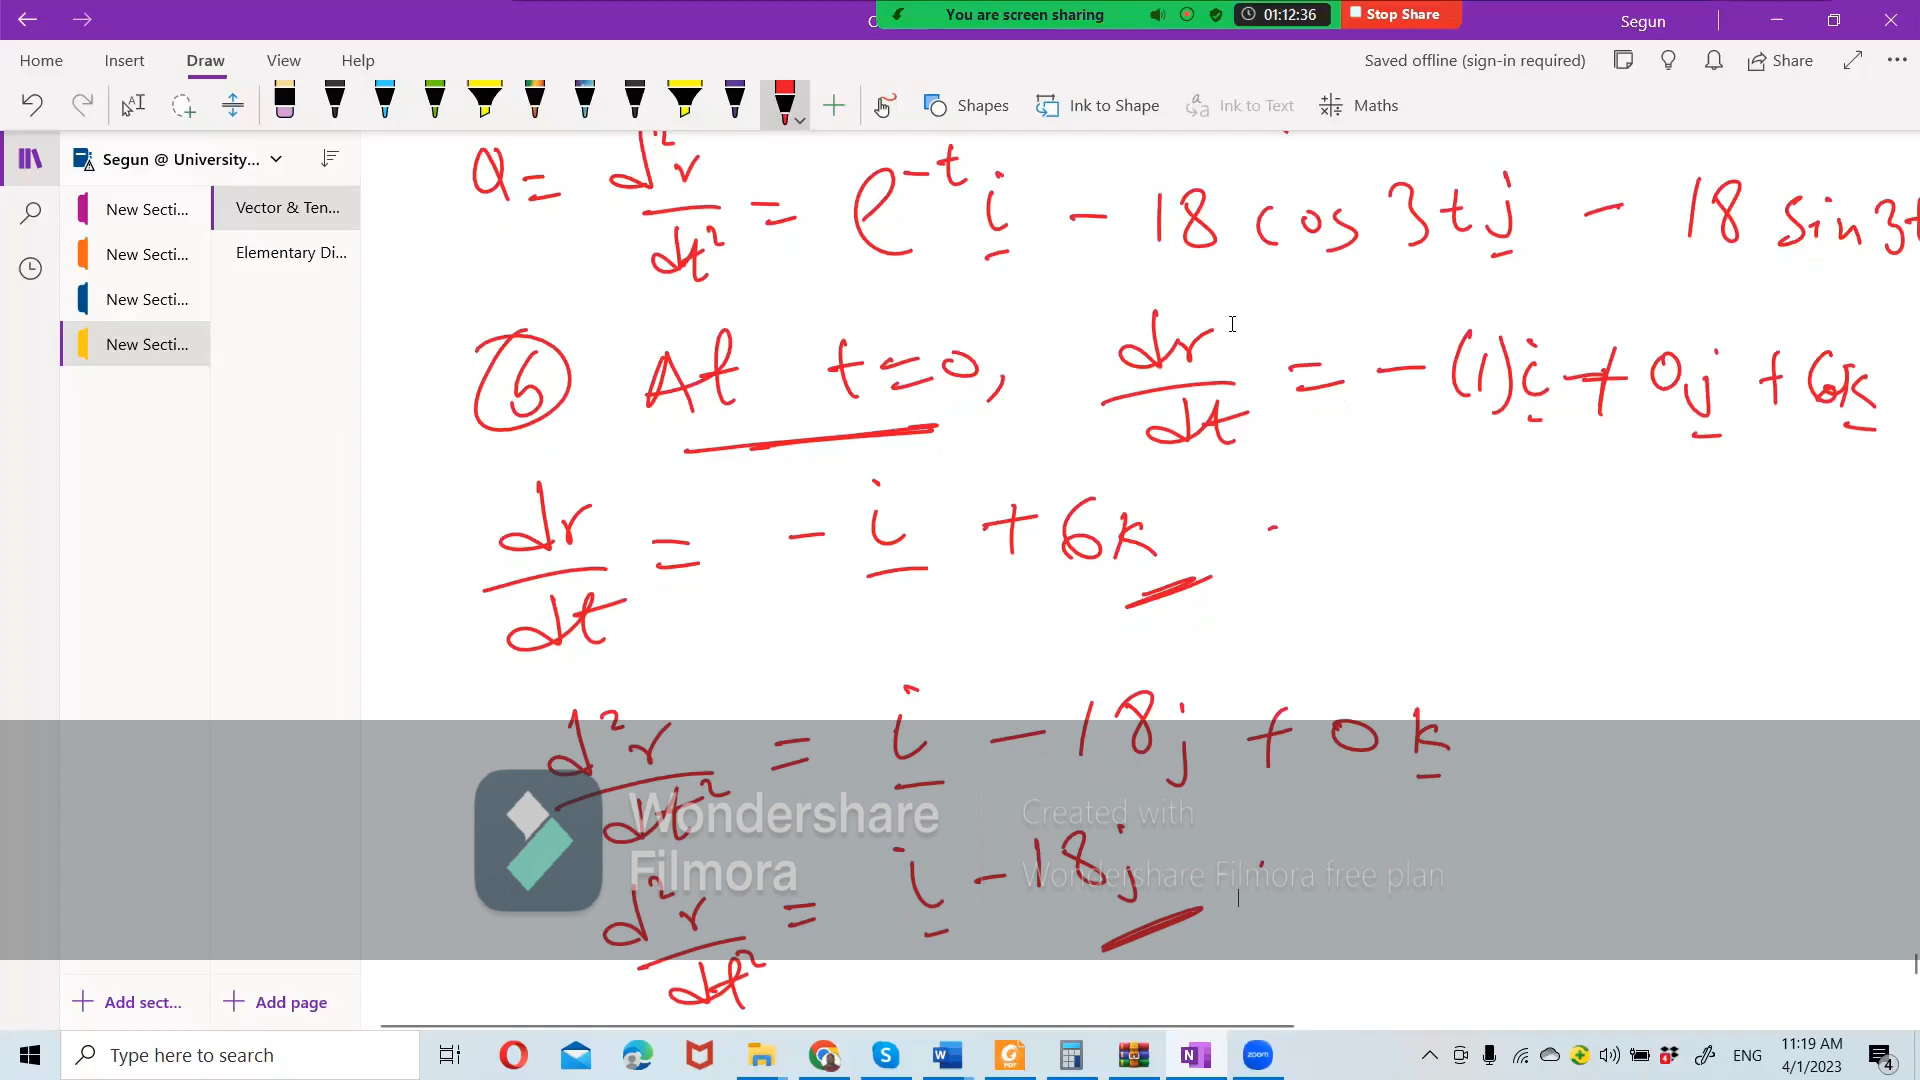 You are screen sharing 01:12:36 Stop Share Segun
Home Insert Draw View Help Saved offline (sign-in required) Share
Shapes Ink to Shape Ink to Text Maths
Segun @ University...
New Secti...
New Secti...
New Secti...
New Secti...
Vector & Ten...
Elementary Di...
a = d²r/dt² = e^-t i - 18 cos 3t j - 18 sin 3t
(b) At t=0, dr/dt = -(1)i + 0j + 6k
dr/dt = -i + 6k
d²r/dt² = i - 18j + 0k
d²r/dt² = i - 18j
Wondershare
Filmora
Created with
Wondershare Filmora free plan
Add sect... Add page
Type here to search
ENG
11:19 AM
4/1/2023
4
zoom